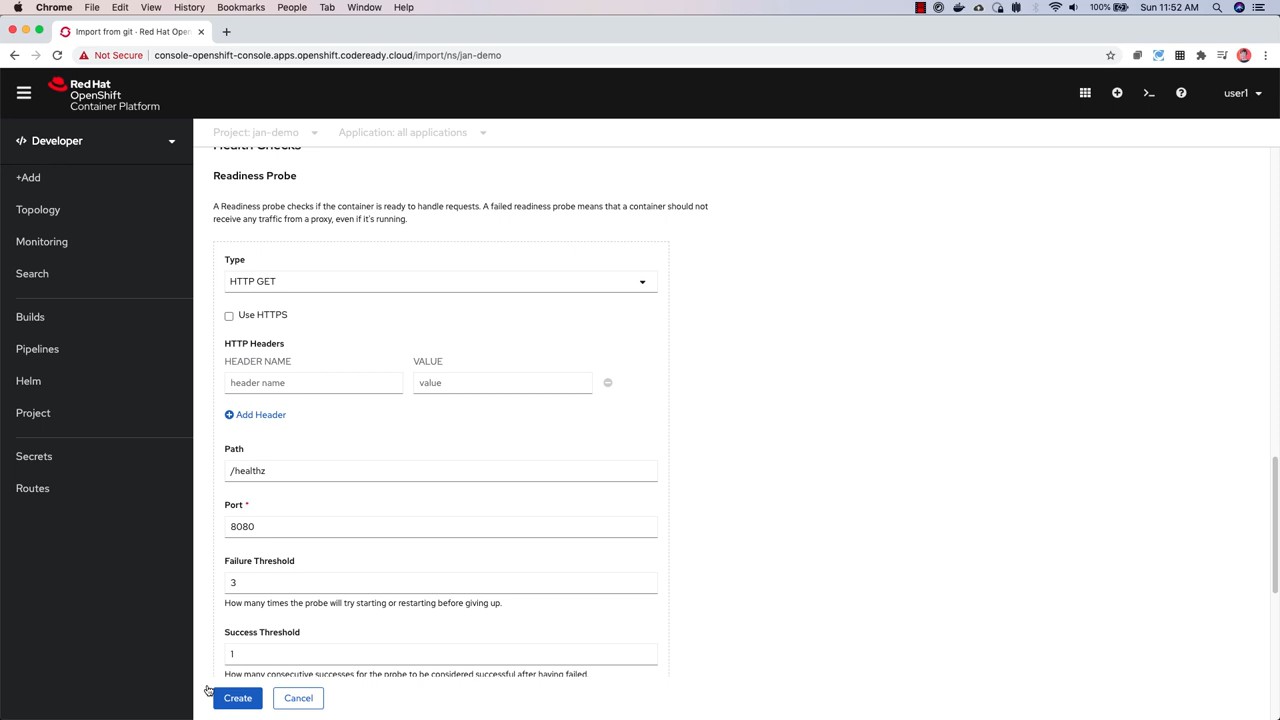 Chrome File Edit View History Bookmarks People Tab Window Help 100% Sun 11:52 AM
Import from git · Red Hat Open
Not Secure console-openshift-console.apps.openshift.codeready.cloud/import/ns/jan-demo
Red Hat
OpenShift
Container Platform
user1
Developer
Project: jan-demo Application: all applications
Health Checks
+Add
Topology
Monitoring
Search
Builds
Pipelines
Helm
Project
Secrets
Routes
Readiness Probe
A Readiness probe checks if the container is ready to handle requests. A failed readiness probe means that a container should not
receive any traffic from a proxy, even if it's running.
Type
HTTP GET
Use HTTPS
HTTP Headers
HEADER NAME VALUE
header name value
Add Header
Path
/healthz
Port *
8080
Failure Threshold
3
How many times the probe will try starting or restarting before giving up.
Success Threshold
1
How many consecutive successes for the probe to be considered successful after having failed.
Create Cancel